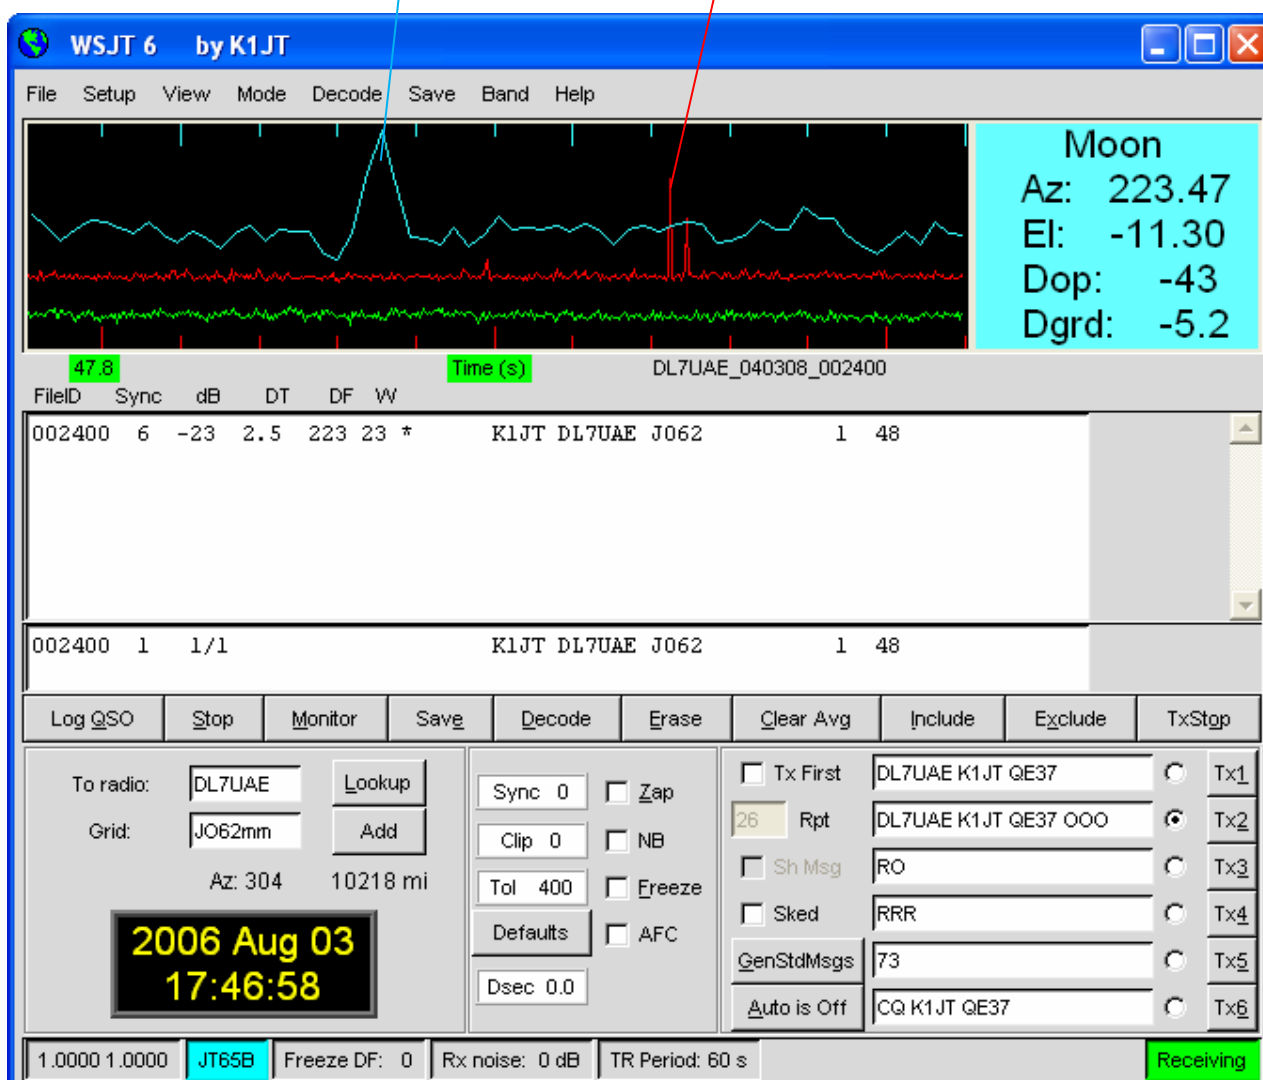 WSJT 6 by K1JT
File Setup View Mode Decode Save Band Help
Moon
Az: 223.47
El: -11.30
Dop: -43
Dgrd: -5.2
47.8 Time (s) DL7UAE_040308_002400
FileID Sync dB DT DF W
002400 6 -23 2.5 223 23 * K1JT DL7UAE JO62 1 48
002400 1 1/1 K1JT DL7UAE JO62 1 48
Log QSO Stop Monitor Save Decode Erase Clear Avg Include Exclude TxStop
To radio: DL7UAE Lookup
Grid: JO62mm Add
Az: 304 10218 mi
2006 Aug 03
17:46:58
Sync 0 Zap
Clip 0 NB
Tol 400 Freeze
Defaults AFC
Dsec 0.0
Tx First DL7UAE K1JT QE37 Tx1
26 Rpt DL7UAE K1JT QE37 OOO Tx2
Sh Msg RO Tx3
Sked RRR Tx4
GenStdMsgs 73 Tx5
Auto is Off CQ K1JT QE37 Tx6
1.0000 1.0000 JT65B Freeze DF: 0 Rx noise: 0 dB TR Period: 60 s Receiving